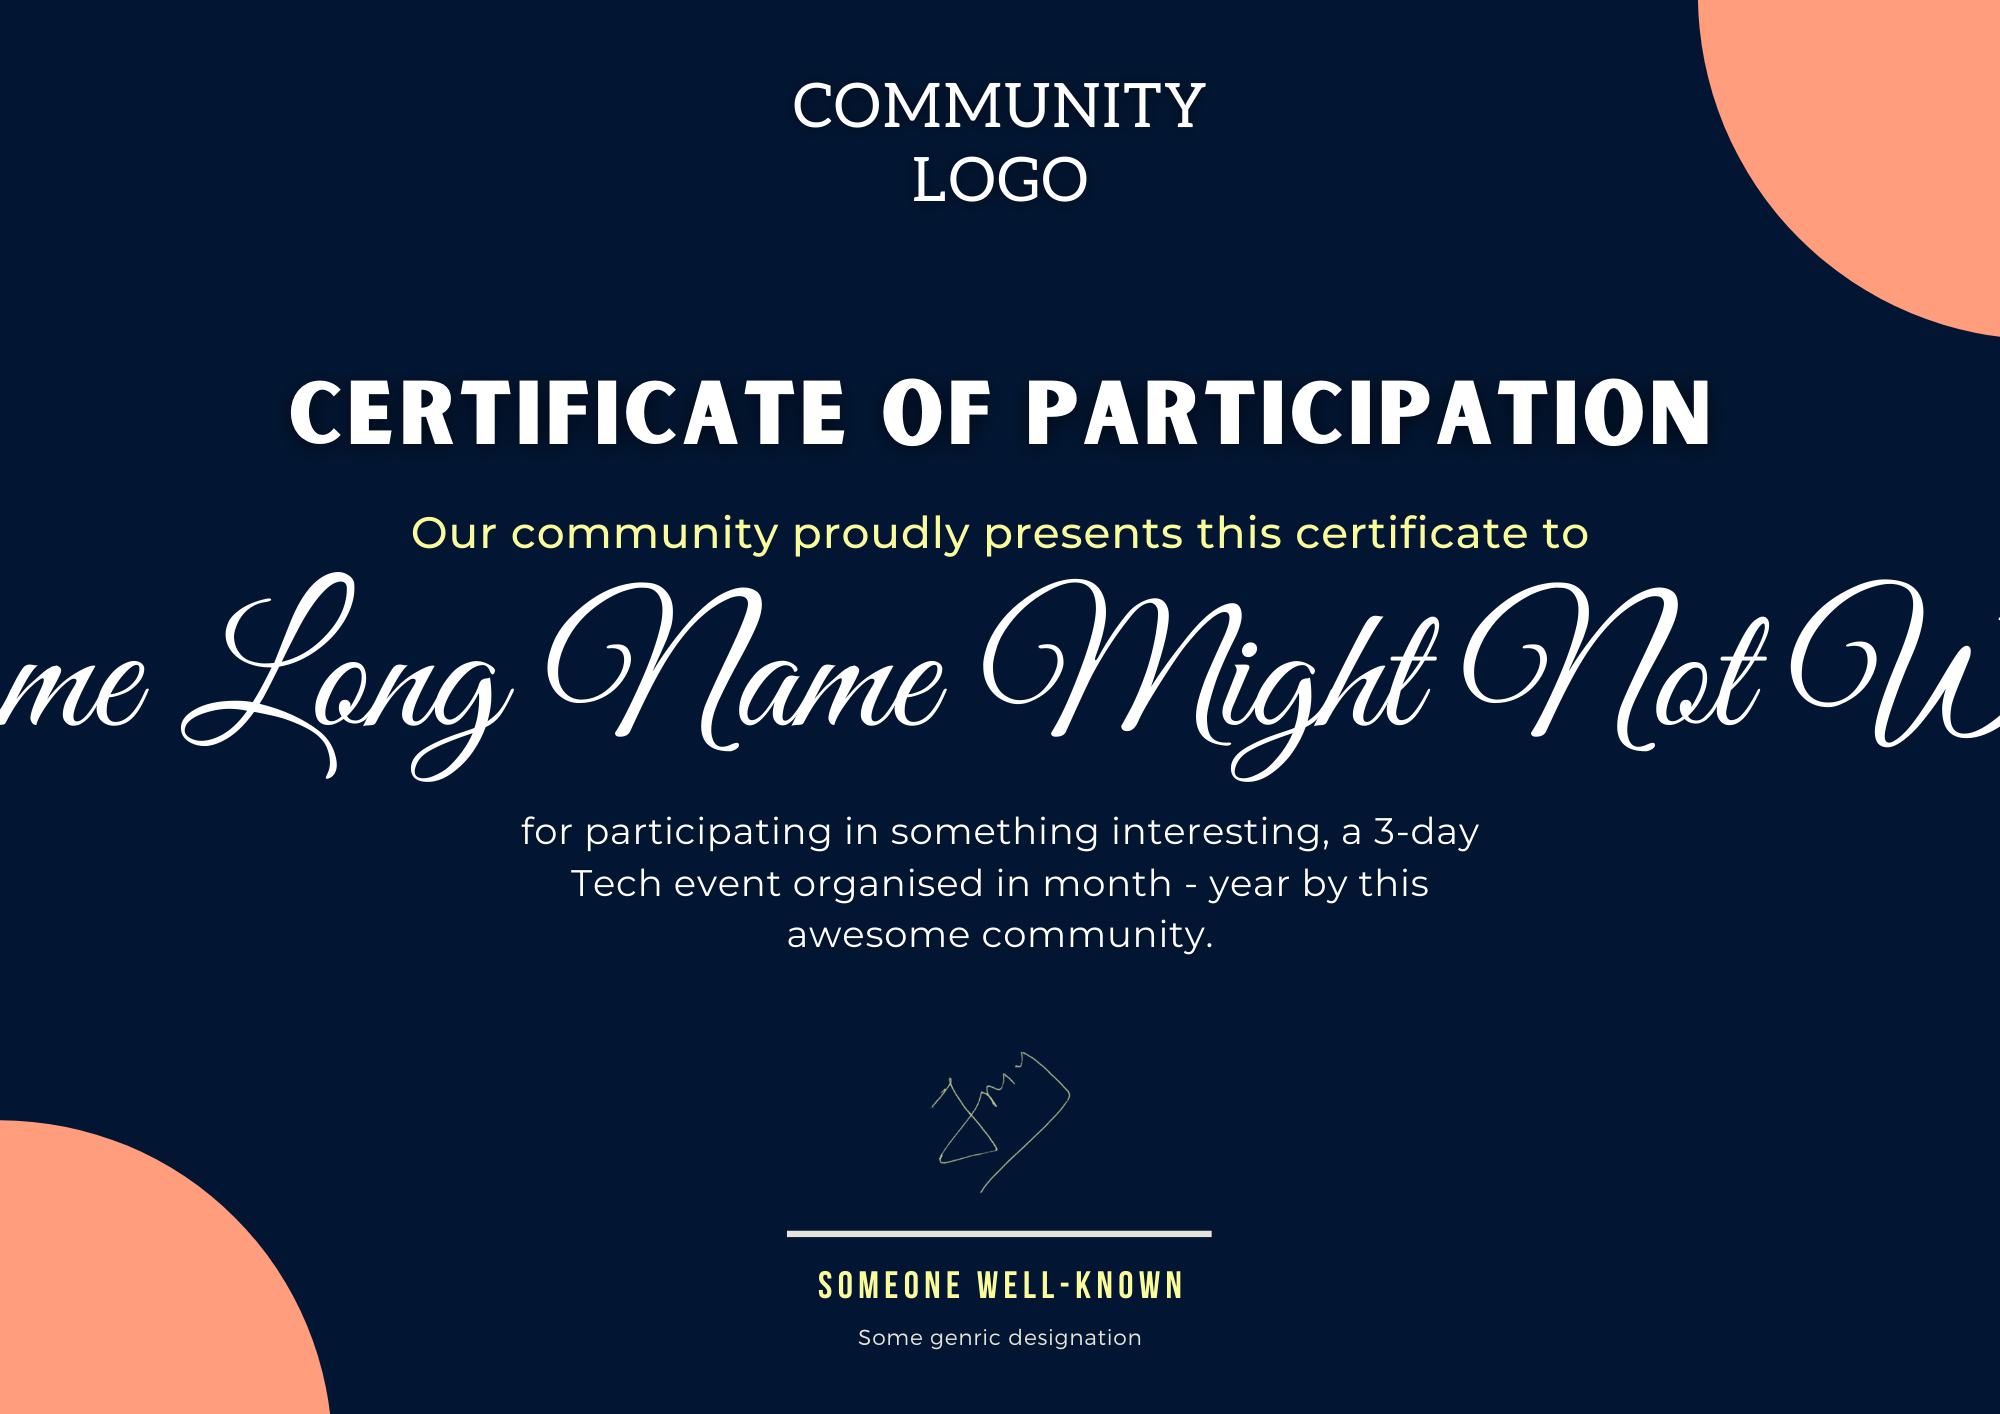 COMMUNITY
LOGO
CERTIFICATE OF PARTICIPATION
Our community proudly presents this certificate to
me Long Name Might Not W
for participating in something interesting, a 3-day
Tech event organised in month - year by this
awesome community.
SOMEONE WELL-KNOWN
Some genric designation